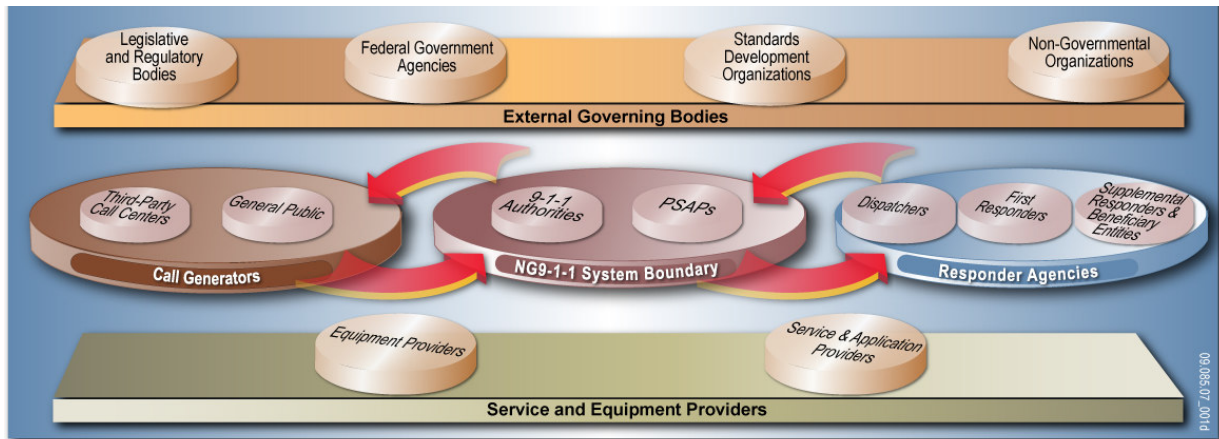 Legislative
and Regulatory
Bodies
Federal Government
Agencies
Standards
Development
Organizations
Non-Governmental
Organizations
External Governing Bodies
Third-Party
Call Centers
General Public
Call Generators
9-1-1
Authorities
PSAPs
NG9-1-1 System Boundary
Dispatchers
First
Responders
Supplemental
Responders &
Beneficiary
Entities
Responder Agencies
Equipment Providers
Service & Application
Providers
Service and Equipment Providers
09.085.07_001d